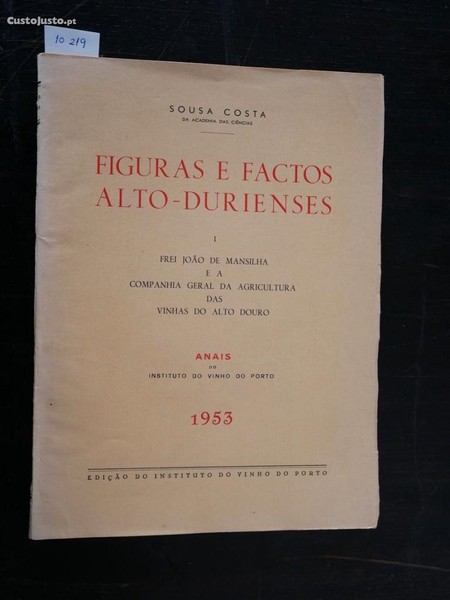 CustoJusto.pt
10 219
SOUSA COSTA
DA ACADEMIA DAS CIÊNCIAS
FIGURAS E FACTOS
ALTO-DURIENSES
I
FREI JOÃO DE MANSILHA
E A
COMPANHIA GERAL DA AGRICULTURA
DAS
VINHAS DO ALTO DOURO
ANAIS
DO
INSTITUTO DO VINHO DO PORTO
1953
EDIÇÃO DO INSTITUTO DO VINHO DO PORTO